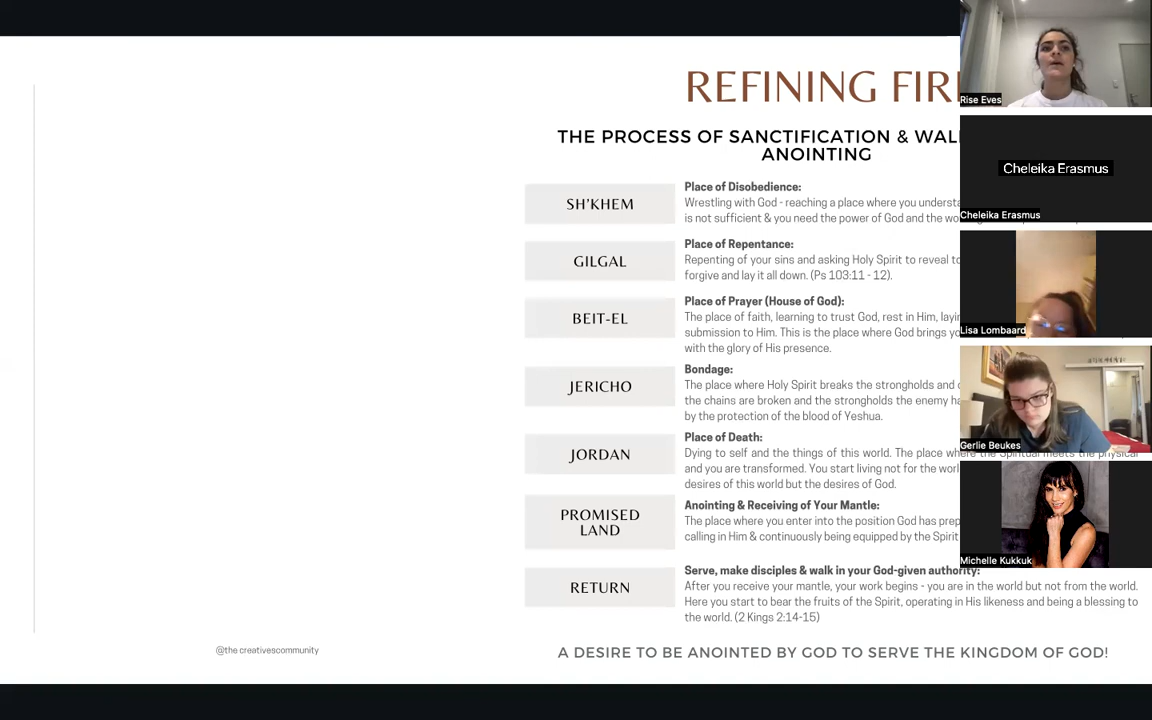 REFINING FIR
THE PROCESS OF SANCTIFICATION & WAL
ANOINTING
SH'KHEM
Place of Disobedience:
Wrestling with God - reaching a place where you understa
is not sufficient & you need the power of God and the wo
GILGAL
Place of Repentance:
Repenting of your sins and asking Holy Spirit to reveal to
forgive and lay it all down. (Ps 103:11 - 12).
BEIT-EL
Place of Prayer (House of God):
The place of faith, learning to trust God, rest in Him, layin
submission to Him. This is the place where God brings yo
with the glory of His presence.
JERICHO
Bondage:
The place where Holy Spirit breaks the strongholds and
the chains are broken and the strongholds the enemy ha
by the protection of the blood of Yeshua.
JORDAN
Place of Death:
Dying to self and the things of this world. The place where the Spiritual meets the physical
and you are transformed. You start living not for the worl
desires of this world but the desires of God.
PROMISED
LAND
Anointing & Receiving of Your Mantle:
The place where you enter into the position God has prep
calling in Him & continuously being equipped by the Spirit
RETURN
Serve, make disciples & walk in your God-given authority:
After you receive your mantle, your work begins - you are in the world but not from the world.
Here you start to bear the fruits of the Spirit, operating in His likeness and being a blessing to
the world. (2 Kings 2:14-15)
@the creativescommunity
A DESIRE TO BE ANOINTED BY GOD TO SERVE THE KINGDOM OF GOD!
Rise Eves
Cheleika Erasmus
Cheleika Erasmus
Lisa Lombaard
Gerlie Beukes
Michelle Kukkuk